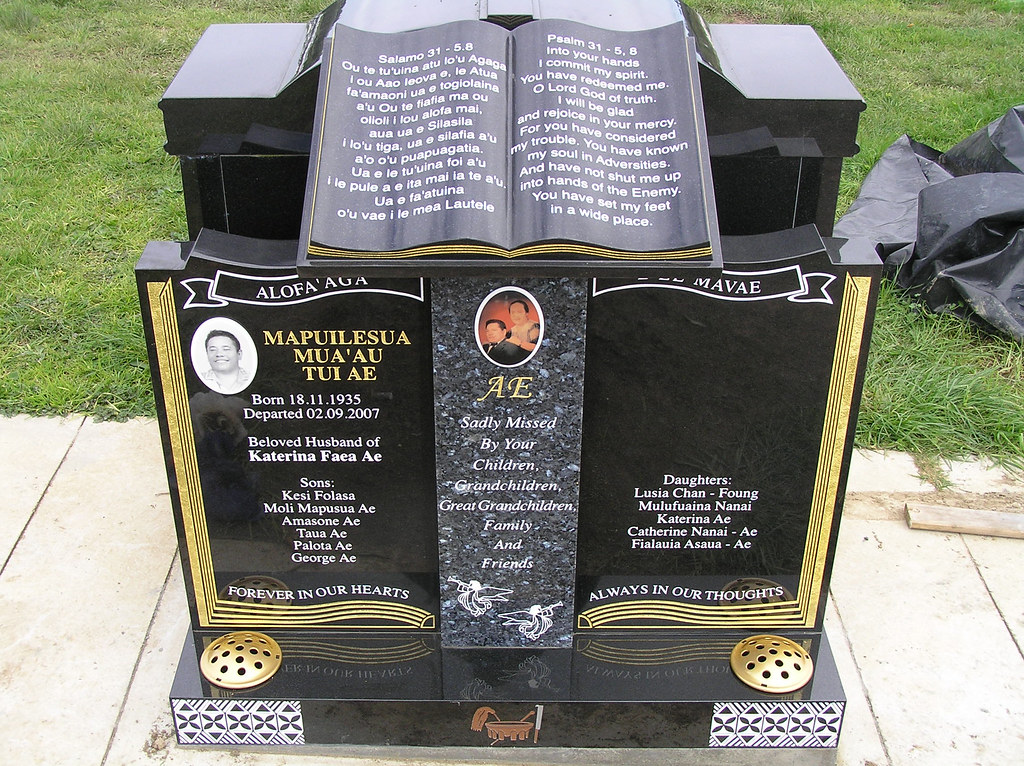 Salamo 31 - 5.8
Ou te tu'uina atu lo'u Agaga
i ou Aao Ieova e, le Atua
fa'amaoni ua e togiolaina
a'u Ou te fiafia ma ou
olioli i lou alofa mai,
aua ua e Silasila
i lo'u tiga, ua e silafia a'u
a'o o'u puapuagatia.
Ua e le tu'uina foi a'u
i le pule a e ita mai ia te a'u.
Ua e fa'atuina
o'u vae i le mea Lautele
Psalm 31 - 5, 8
Into your hands
I commit my spirit.
You have redeemed me.
O Lord God of truth.
I will be glad
and rejoice in your mercy.
For you have considered
my trouble. You have known
my soul in Adversities.
And have not shut me up
into hands of the Enemy.
You have set my feet
in a wide place.
ALOFA'AGA
MAPUILESUA
MUA'AU
TUI AE
Born 18.11.1935
Departed 02.09.2007
Beloved Husband of
Katerina Faea Ae
Sons:
Kesi Folasa
Moli Mapusua Ae
Amasone Ae
Taua Ae
Palota Ae
George Ae
FOREVER IN OUR HEARTS
AE
Sadly Missed
By Your
Children,
Grandchildren,
Great Grandchildren,
Family
And
Friends
MAVAE
Daughters:
Lusia Chan - Foung
Mulufuaina Nanai
Katerina Ae
Catherine Nanai - Ae
Fialauia Asaua - Ae
ALWAYS IN OUR THOUGHTS